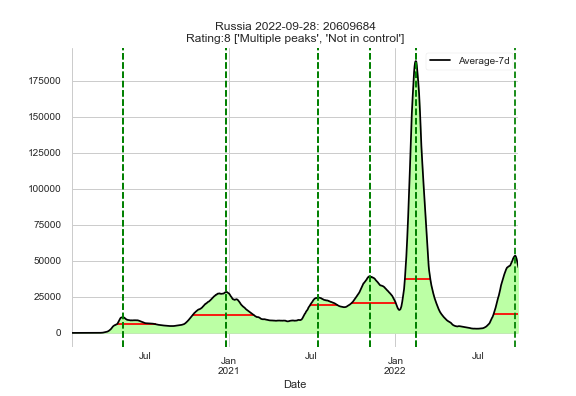 Russia 2022-09-28: 20609684
Rating:8 ['Multiple peaks', 'Not in control']
Average-7d
175000
150000
125000
100000
75000
50000
25000
0
Jul
Jan
2021
Jul
Jan
2022
Jul
Date